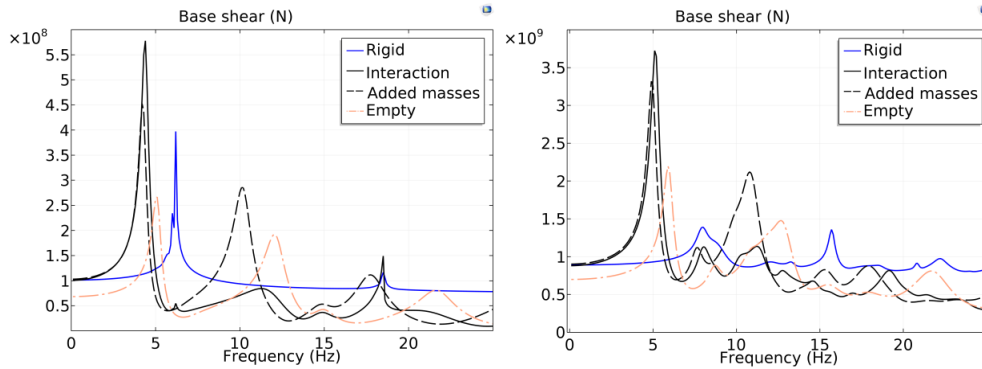 Base shear (N)
×10⁸
5.5
5
4.5
4
3.5
3
2.5
2
1.5
1
0.5
Rigid
Interaction
Added masses
Empty
0
5
10
15
20
Frequency (Hz)
Base shear (N)
×10⁹
3.5
3
2.5
2
1.5
1
0.5
0
Rigid
Interaction
Added masses
Empty
0
5
10
15
20
Frequency (Hz)